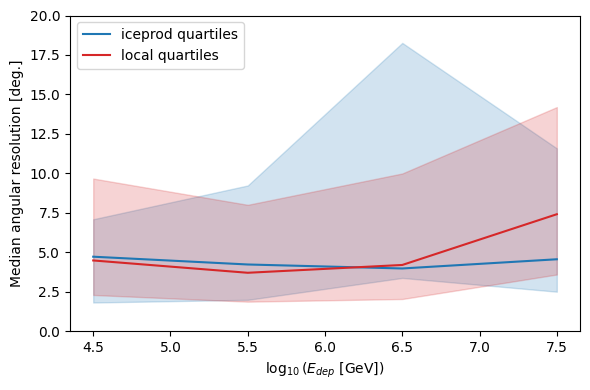 20.0
17.5
15.0
12.5
10.0
7.5
5.0
2.5
0.0
Median angular resolution [deg.]
iceprod quartiles
local quartiles
4.5 5.0 5.5 6.0 6.5 7.0 7.5
log₁₀(E_dep [GeV])